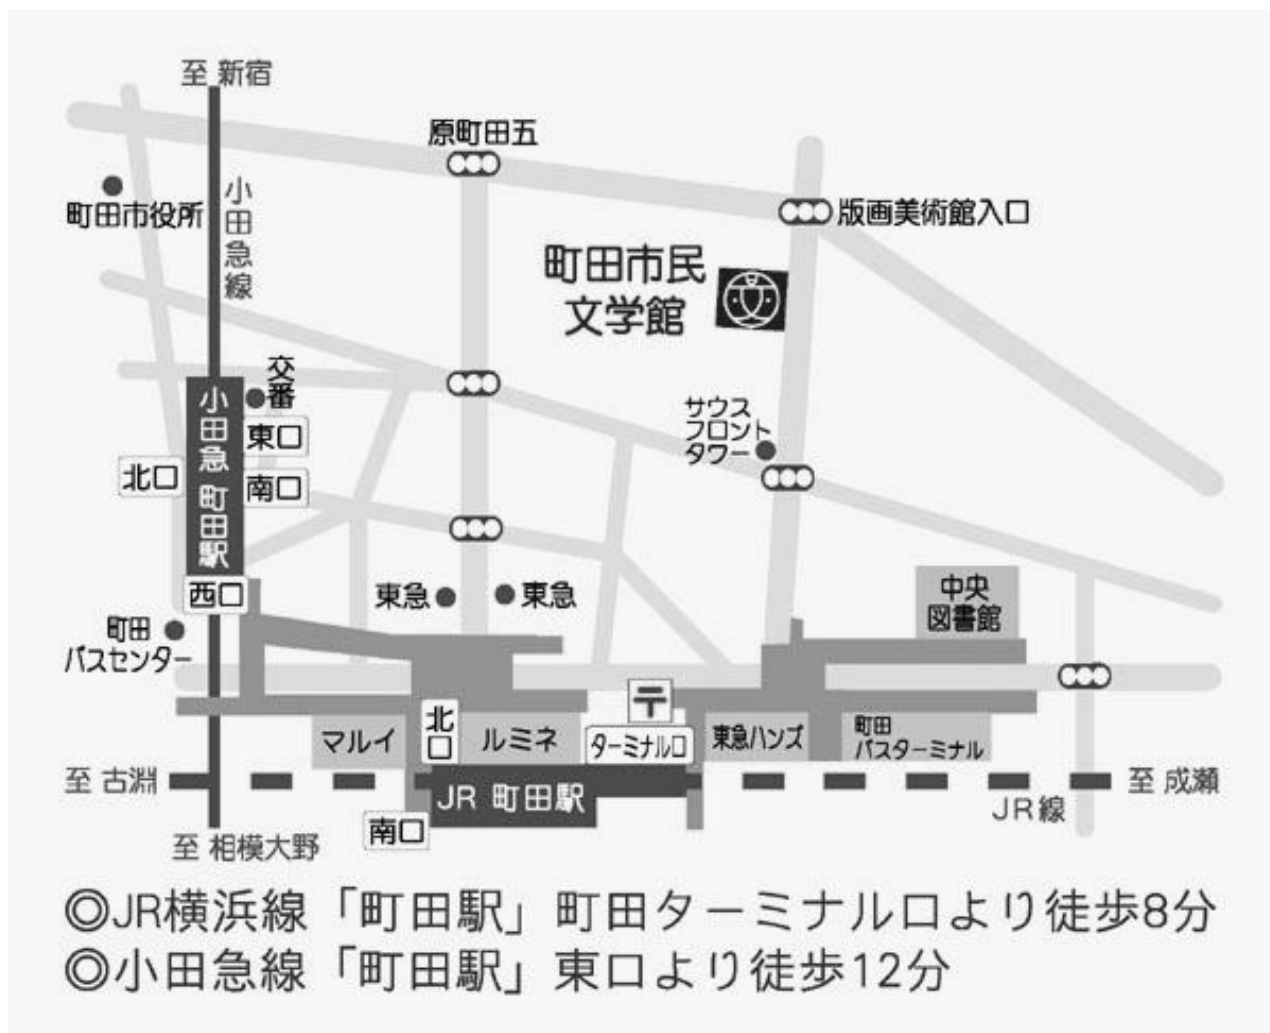 至 新宿
原町田五
小田急線
町田市役所
版画美術館入口
町田市民
文学館
交番
小田急 町田駅
東口
サウス
フロント
タワー
北口
南口
西口
東急
東急
中央
図書館
町田
バスセンター
〒
マルイ
北口
ルミネ
ターミナル口
東急ハンズ
町田
バスターミナル
至 古淵
JR 町田駅
至 成瀬
JR線
南口
至 相模大野
◎JR横浜線「町田駅」町田ターミナル口より徒歩8分
◎小田急線「町田駅」東口より徒歩12分